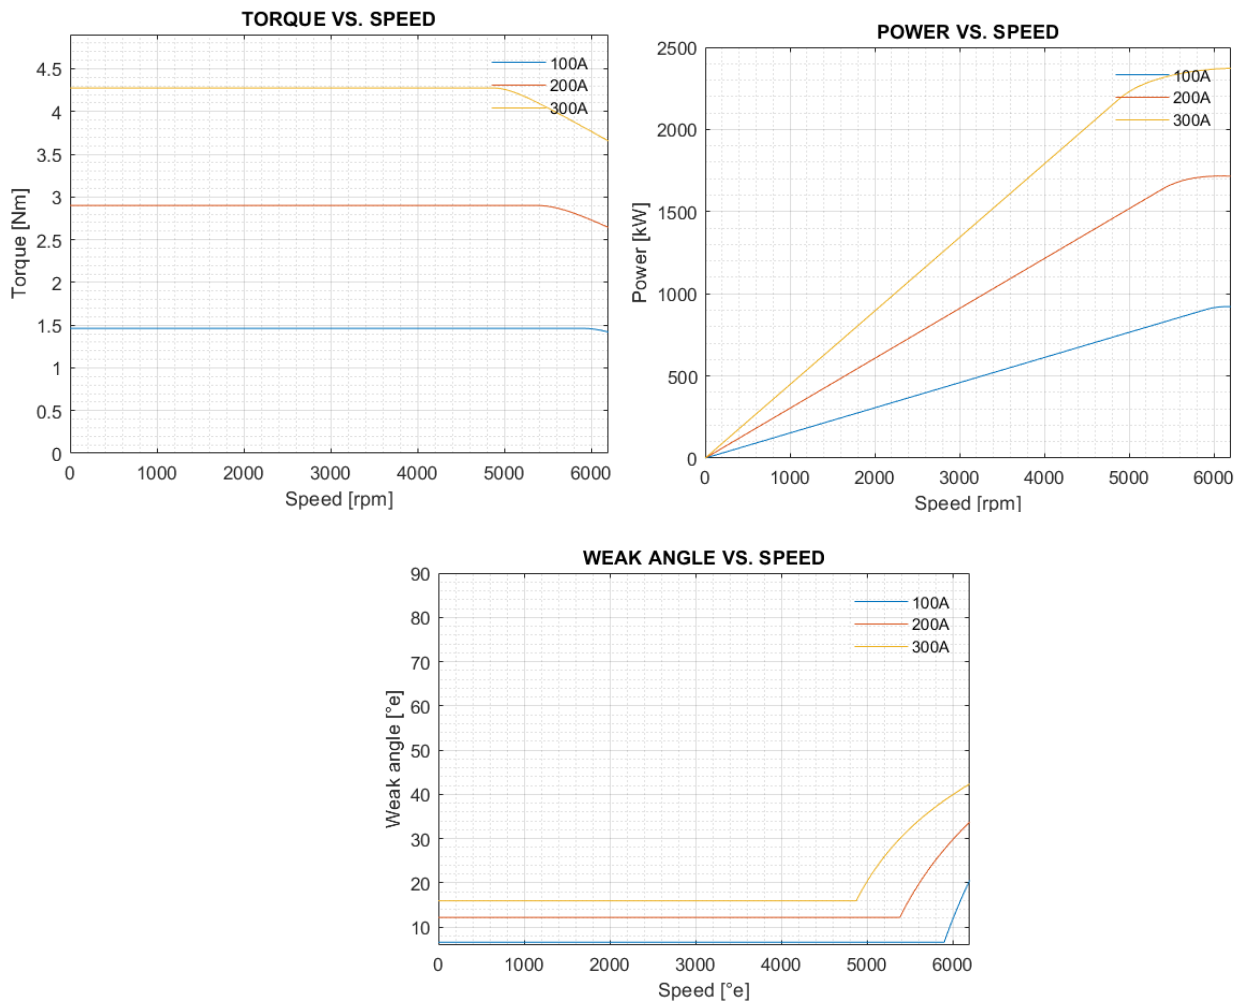 TORQUE VS. SPEED
Torque [Nm]
4.5
4
3.5
3
2.5
2
1.5
1
0.5
0
100A
200A
300A
0 1000 2000 3000 4000 5000 6000
Speed [rpm]
POWER VS. SPEED
Power [kW]
2500
2000
1500
1000
500
0
100A
200A
300A
0 1000 2000 3000 4000 5000 6000
Speed [rpm]
WEAK ANGLE VS. SPEED
Weak angle [°e]
90
80
70
60
50
40
30
20
10
100A
200A
300A
0 1000 2000 3000 4000 5000 6000
Speed [°e]